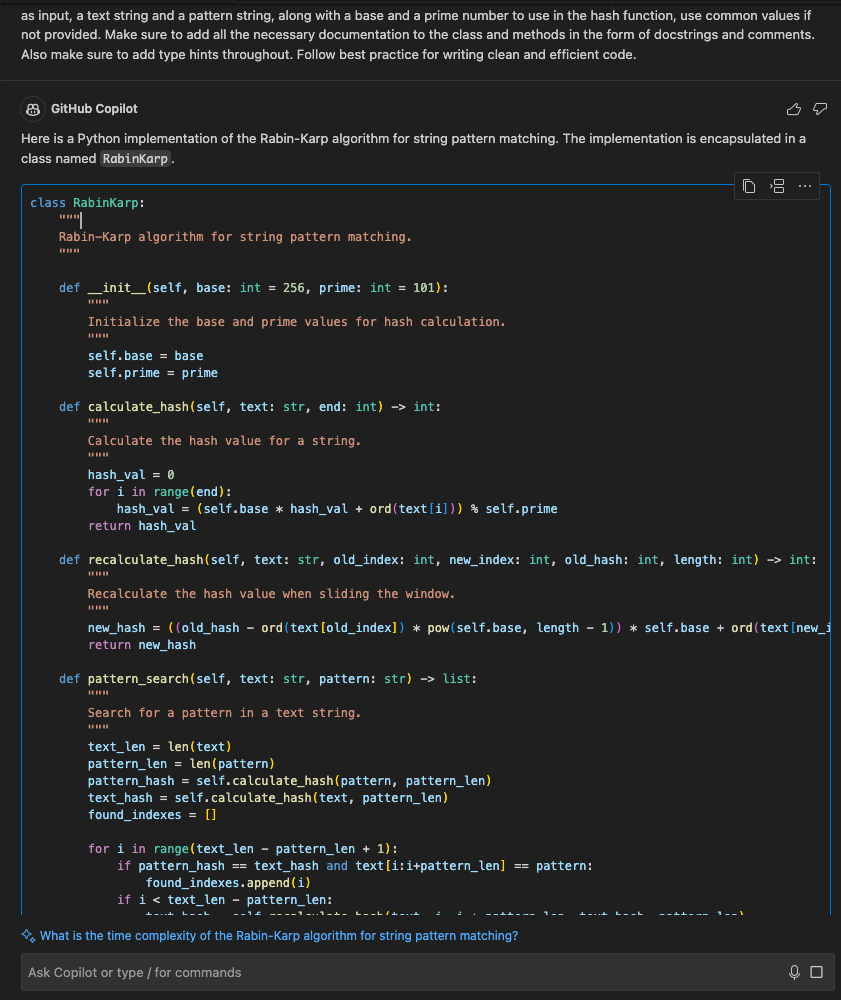 as input, a text string and a pattern string, along with a base and a prime number to use in the hash function, use common values if
not provided. Make sure to add all the necessary documentation to the class and methods in the form of docstrings and comments.
Also make sure to add type hints throughout. Follow best practice for writing clean and efficient code.
GitHub Copilot
Here is a Python implementation of the Rabin-Karp algorithm for string pattern matching. The implementation is encapsulated in a
class named RabinKarp.
class RabinKarp:
    """
    Rabin-Karp algorithm for string pattern matching.
    """
    def __init__(self, base: int = 256, prime: int = 101):
        """
        Initialize the base and prime values for hash calculation.
        """
        self.base = base
        self.prime = prime
    def calculate_hash(self, text: str, end: int) -> int:
        """
        Calculate the hash value for a string.
        """
        hash_val = 0
        for i in range(end):
            hash_val = (self.base * hash_val + ord(text[i])) % self.prime
        return hash_val
    def recalculate_hash(self, text: str, old_index: int, new_index: int, old_hash: int, length: int) -> int:
        """
        Recalculate the hash value when sliding the window.
        """
        new_hash = ((old_hash - ord(text[old_index]) * pow(self.base, length - 1)) * self.base + ord(text[new_i
        return new_hash
    def pattern_search(self, text: str, pattern: str) -> list:
        """
        Search for a pattern in a text string.
        """
        text_len = len(text)
        pattern_len = len(pattern)
        pattern_hash = self.calculate_hash(pattern, pattern_len)
        text_hash = self.calculate_hash(text, pattern_len)
        found_indexes = []
        for i in range(text_len - pattern_len + 1):
            if pattern_hash == text_hash and text[i:i+pattern_len] == pattern:
                found_indexes.append(i)
            if i < text_len - pattern_len:
                text_hash = self.recalculate_hash(text, i, i + pattern_len, text_hash, pattern_len)
What is the time complexity of the Rabin-Karp algorithm for string pattern matching?
Ask Copilot or type / for commands